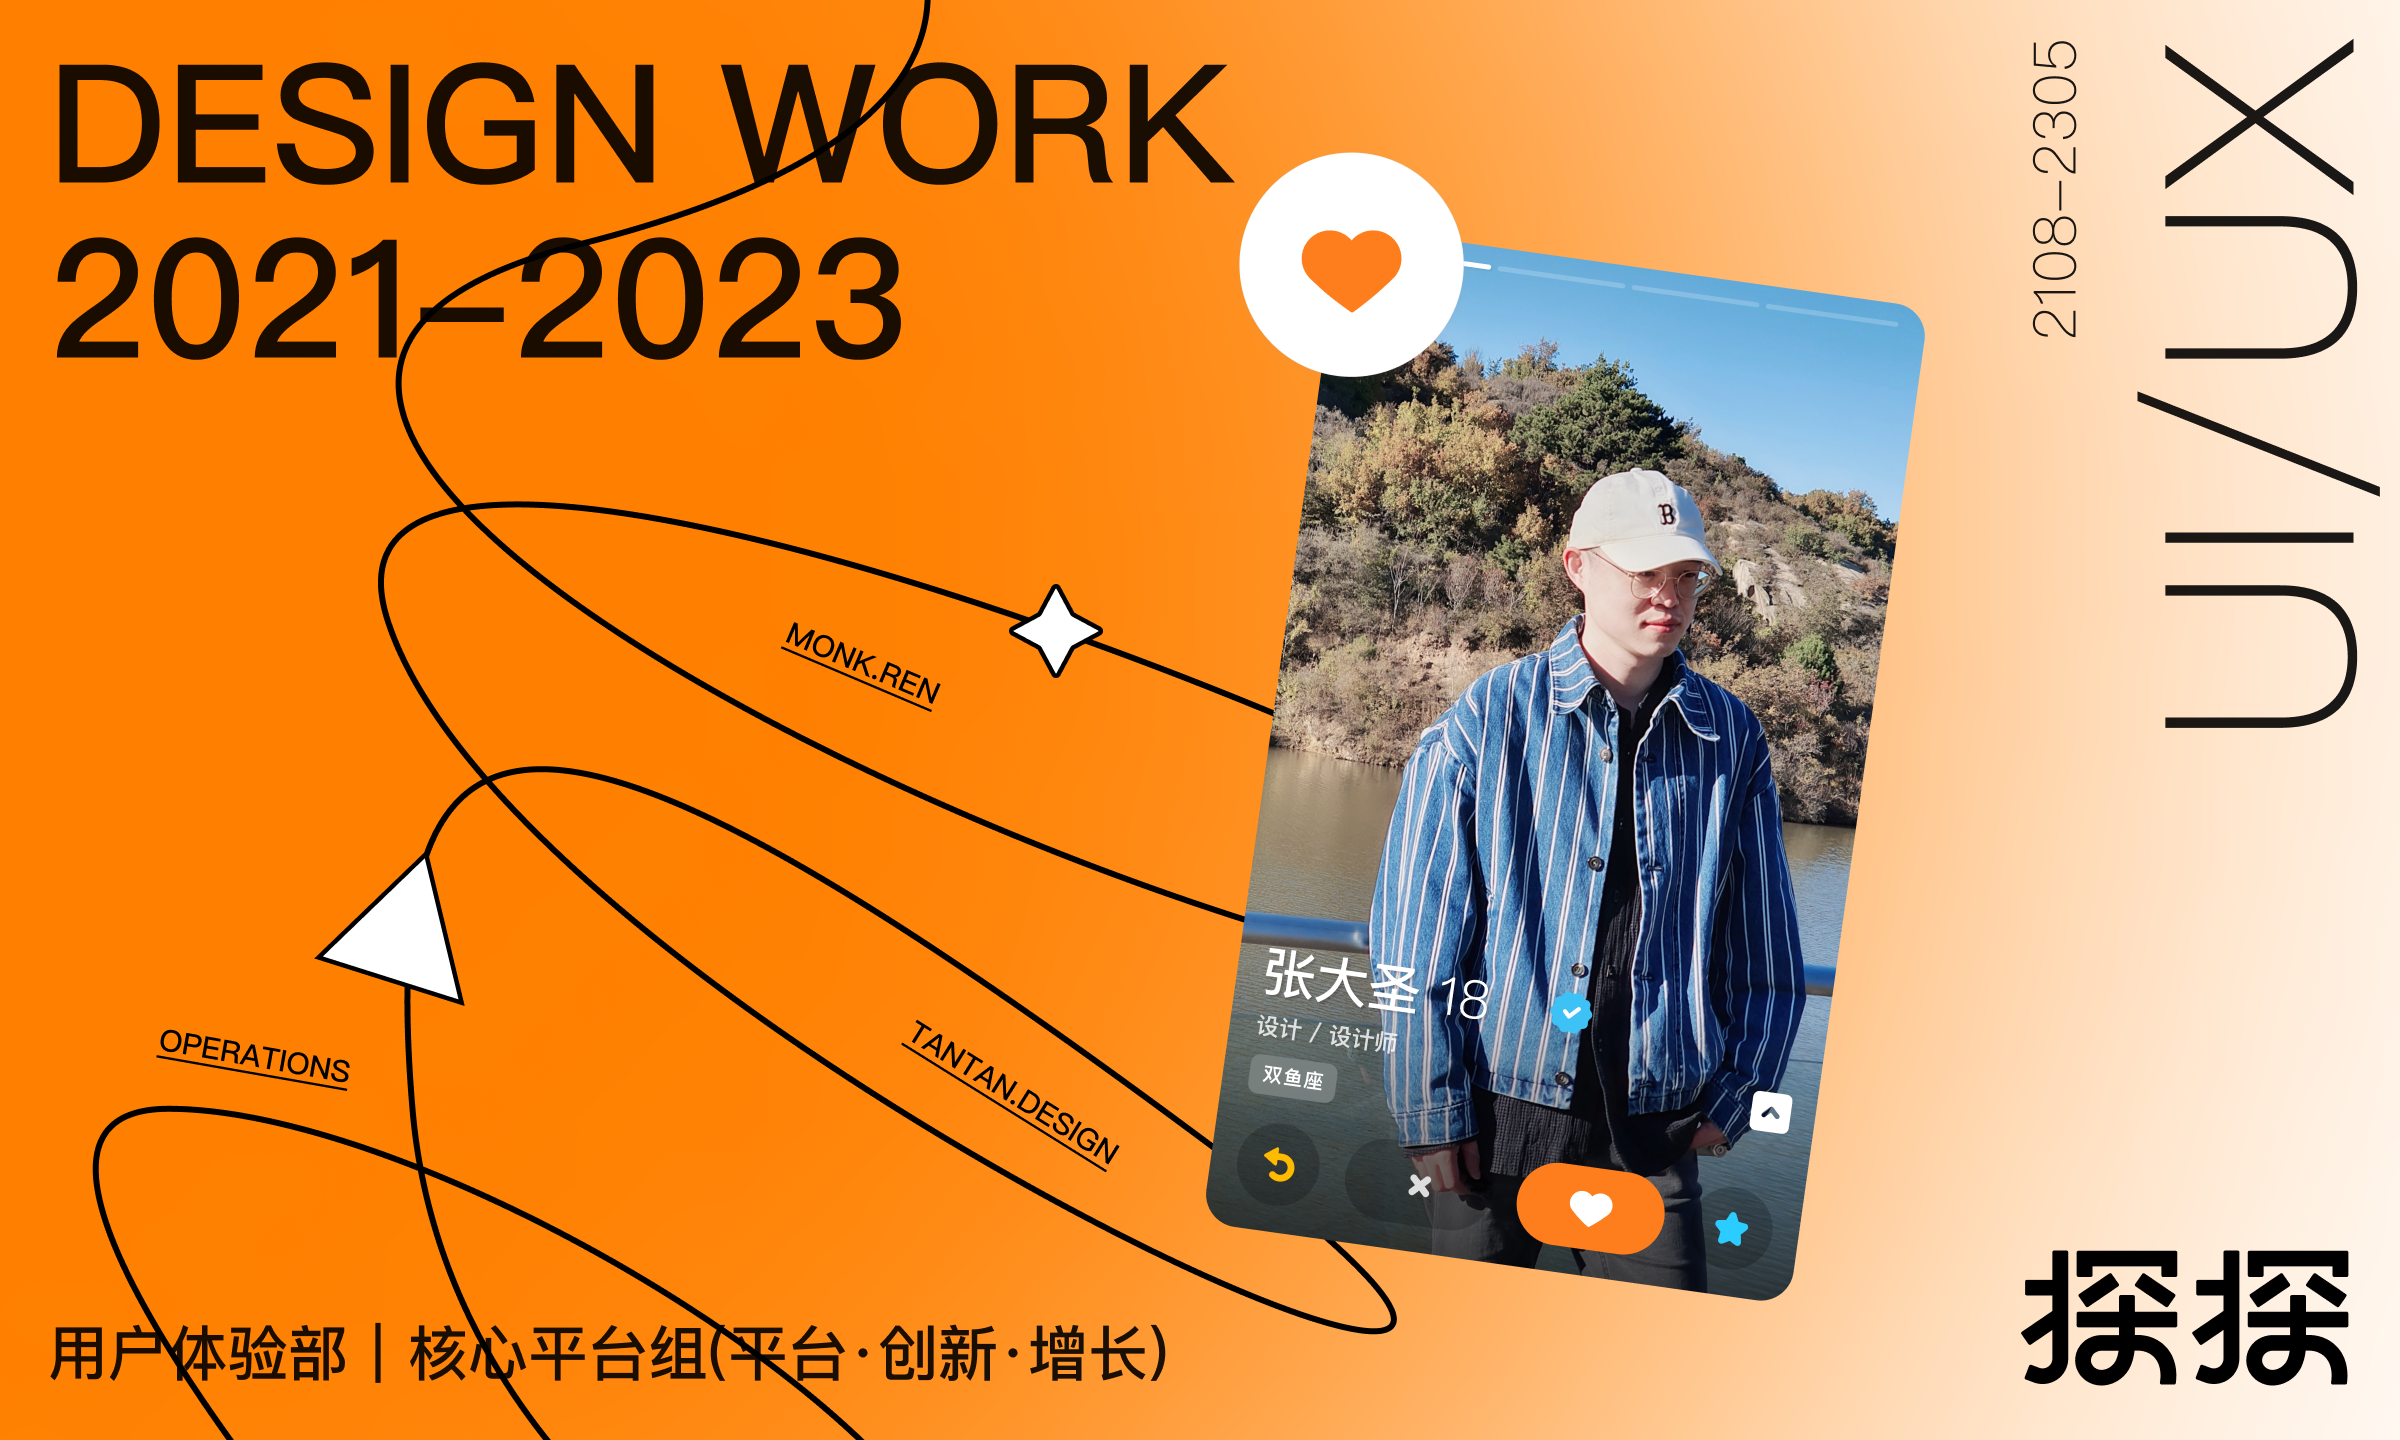 DESIGN WORK
2021–2023
2108–2305
UI/UX
B
MONK.REN
OPERATIONS
TANTAN.DESIGN
张大圣 18
设计 / 设计师
双鱼座
用户体验部｜核心平台组(平台·创新·增长)
探探